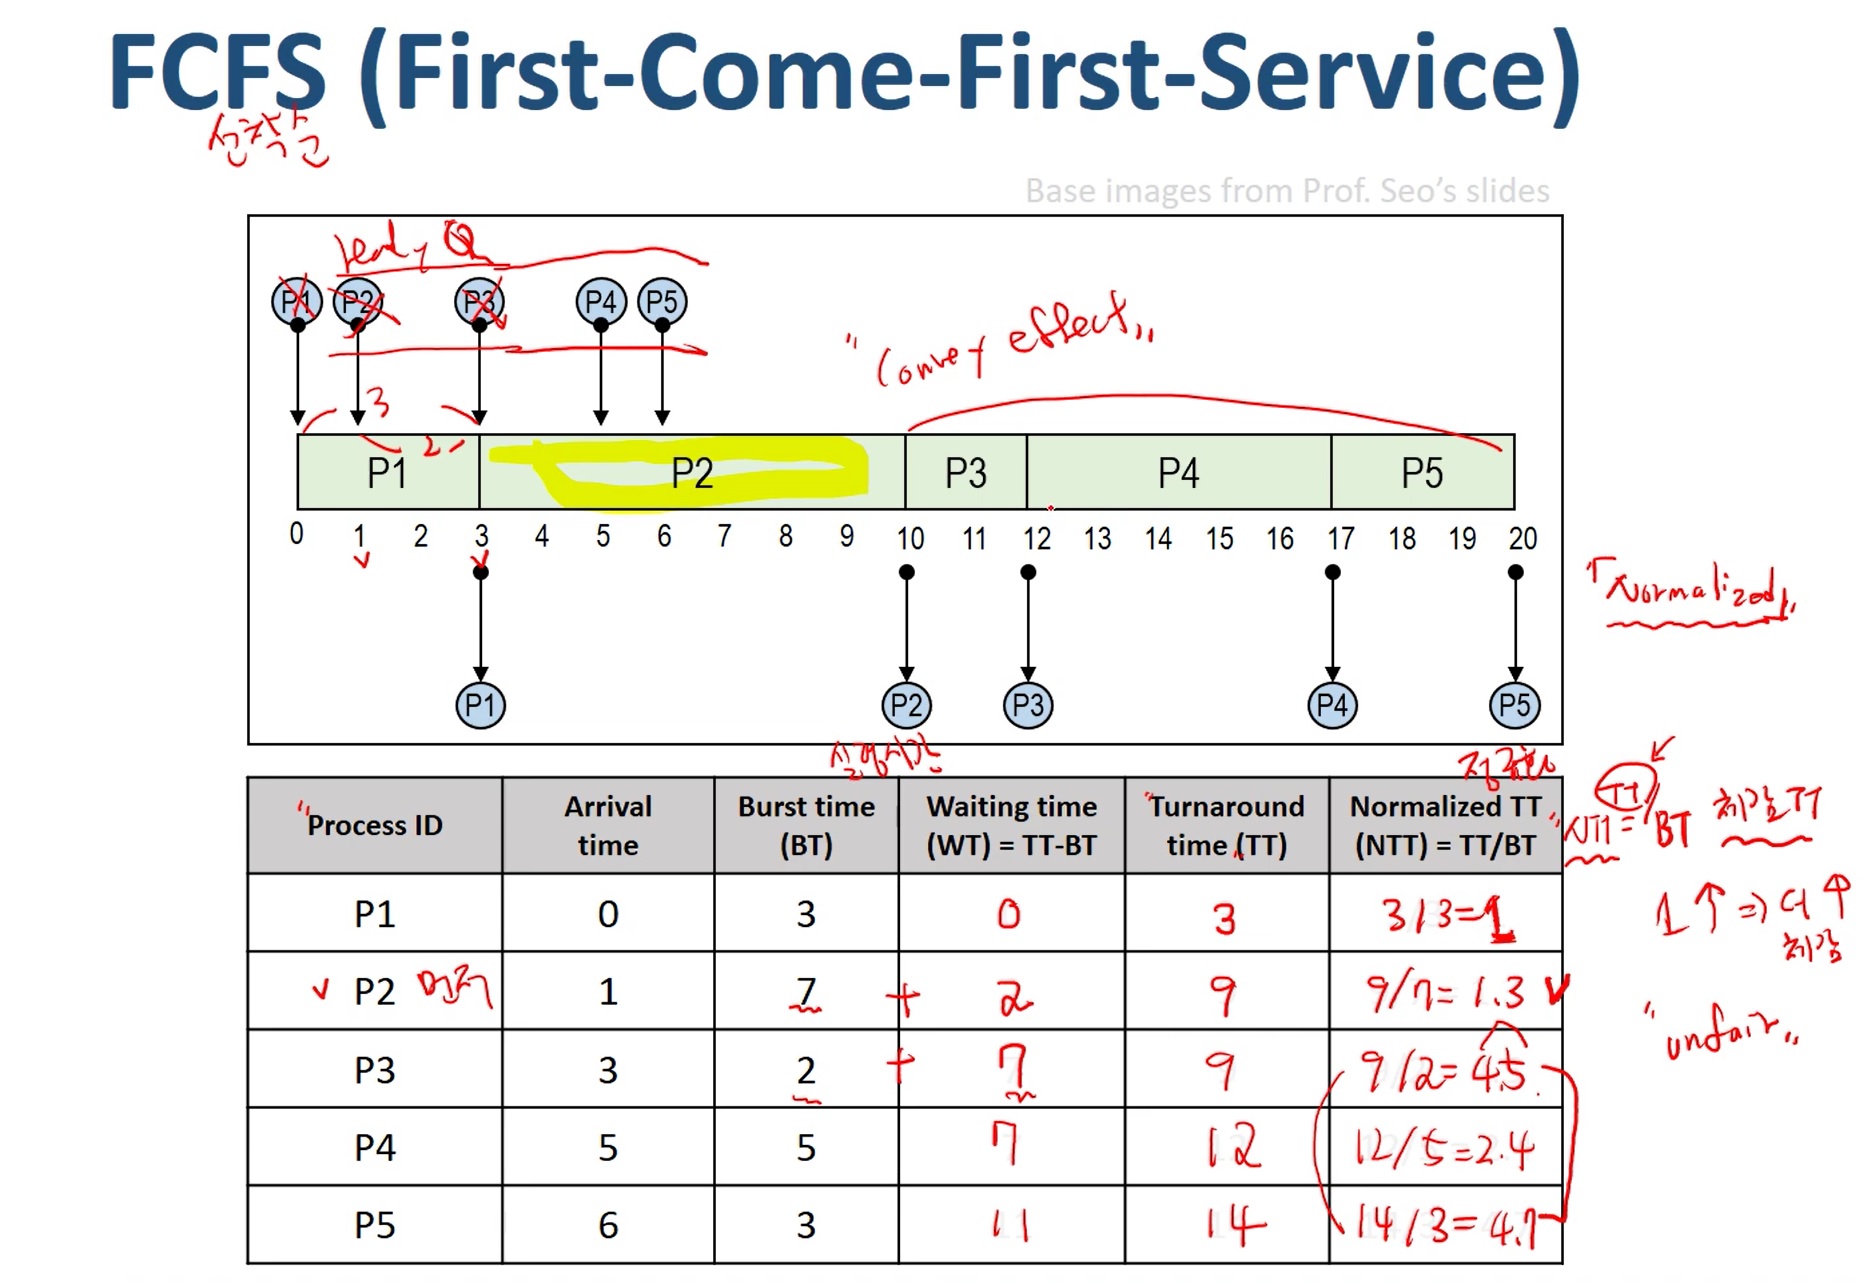 FCFS (First-Come-First-Service)
선착순
Base images from Prof. Seo's slides
ready Q
P1 P2 P3 P4 P5
"Convoy effect"
3
2
P1 P2 P3 P4 P5
0 1 2 3 4 5 6 7 8 9 10 11 12 13 14 15 16 17 18 19 20
"Normalized"
P1 P2 P3 P4 P5
실행시간
정규화
Process ID Arrival time Burst time (BT) Waiting time (WT) = TT-BT Turnaround time (TT) Normalized TT (NTT) = TT/BT
NTT = TT/BT 체감 TT
P1 0 3 0 3 3/3=1
1↑ => 더↑
체감
P2 먼저 1 7 + 2 9 9/7=1.3
"unfair"
P3 3 2 + 7 9 9/2=4.5
P4 5 5 7 12 12/5=2.4
P5 6 3 11 14 14/3=4.7